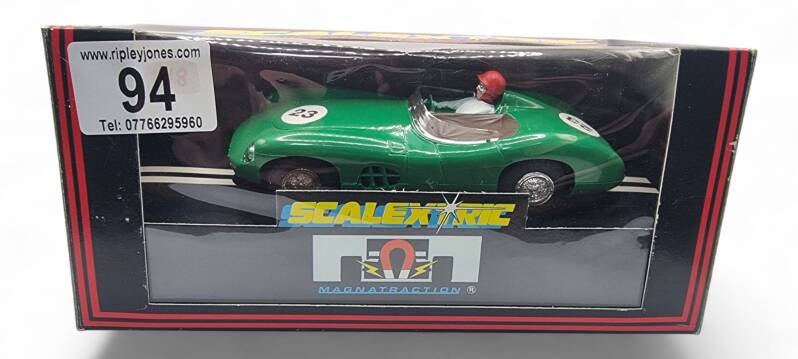 www.ripleyjones.com
94
Tel: 07766295960
23
SCALEXTRIC
MAGNATRACTION ®